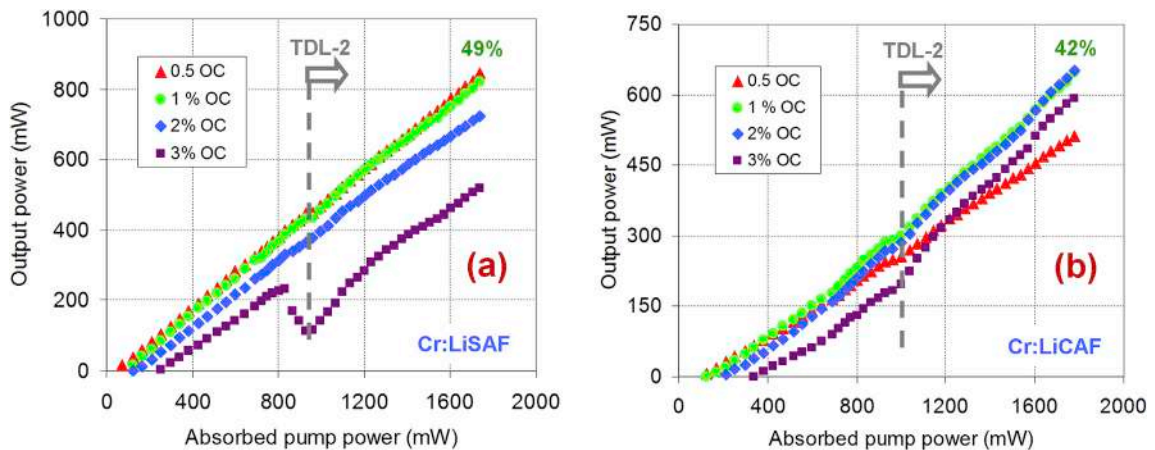 1000
800
600
400
200
0
0
400
800
1200
1600
2000
Output power (mW)
Absorbed pump power (mW)
0.5 OC
1 % OC
2% OC
3% OC
TDL-2
49%
(a)
Cr:LiSAF
750
600
450
300
150
0
0
400
800
1200
1600
2000
Output power (mW)
Absorbed pump power (mW)
0.5 OC
1 % OC
2% OC
3% OC
TDL-2
42%
(b)
Cr:LiCAF